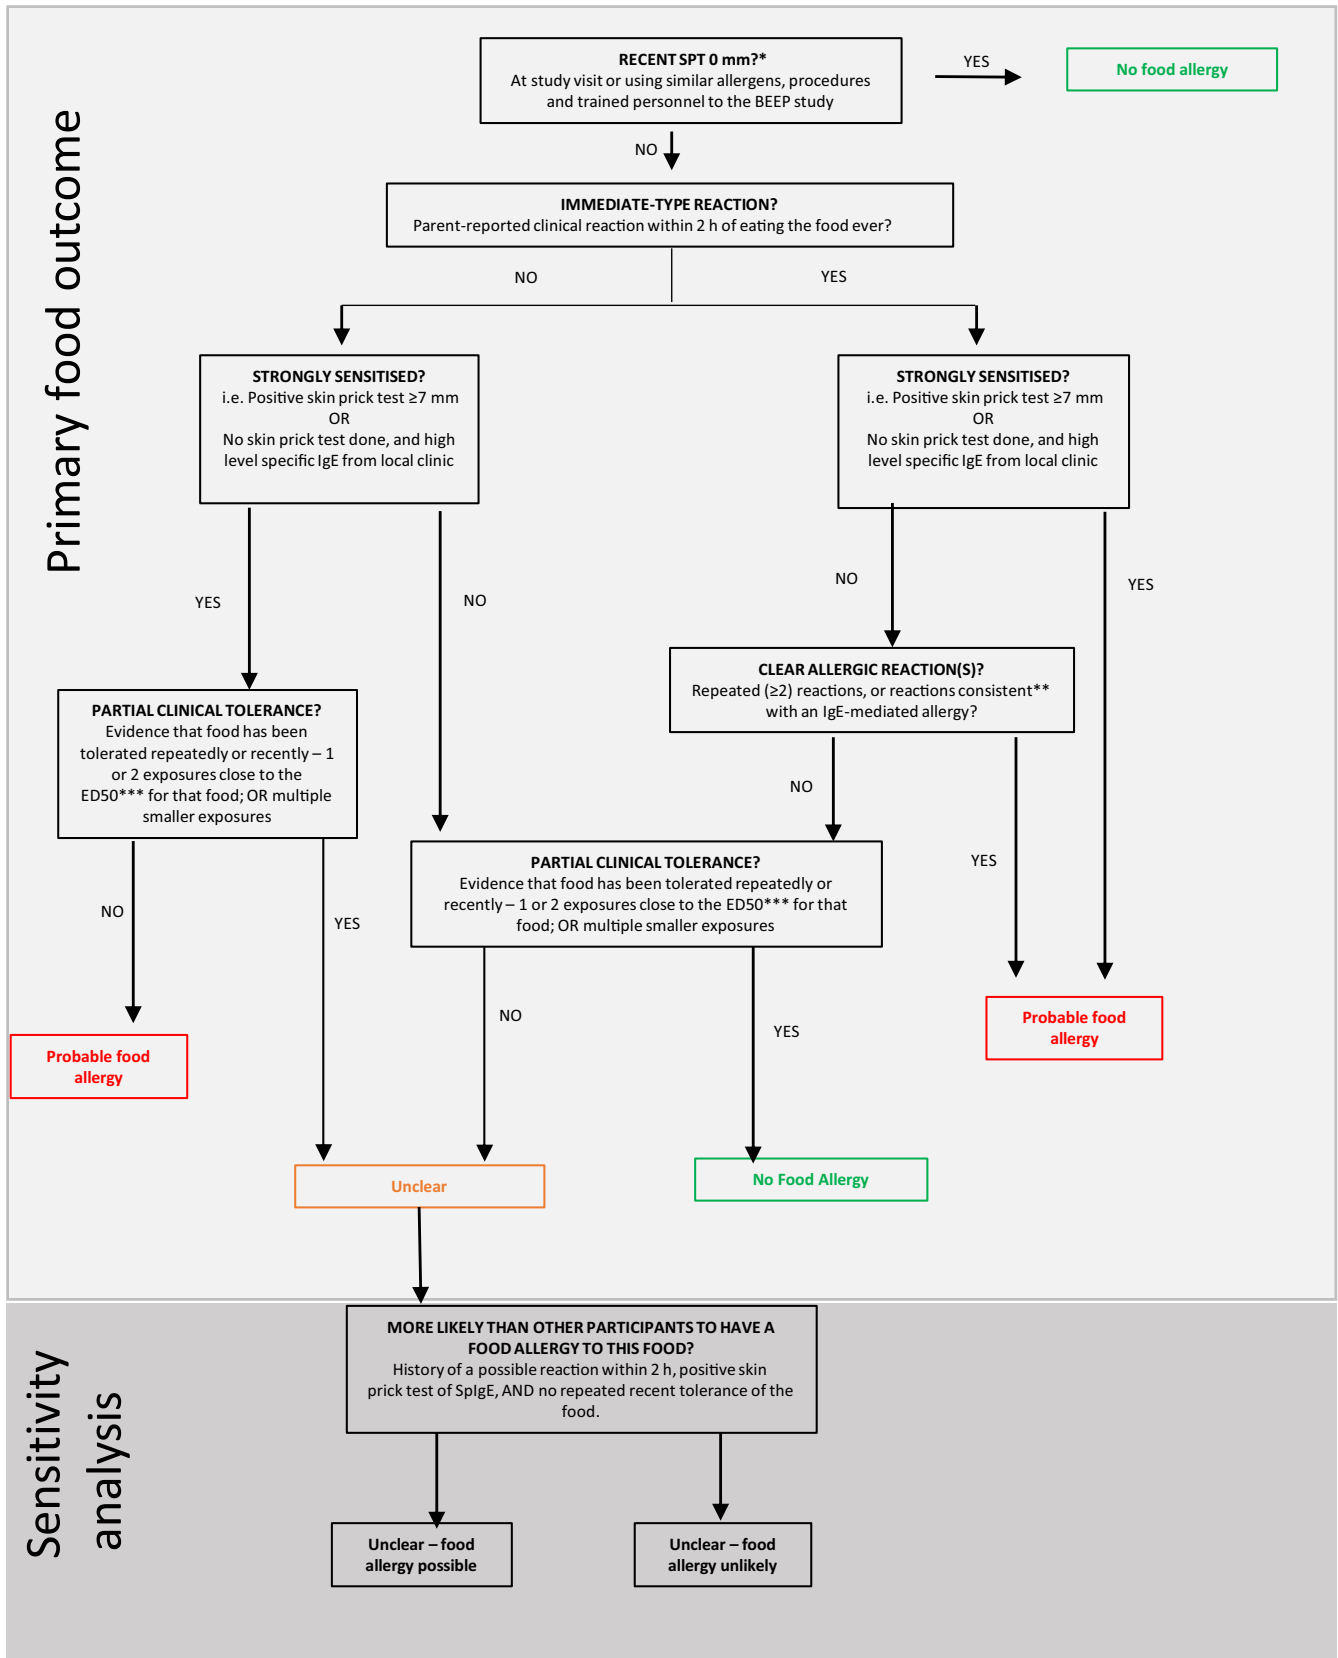 Primary food outcome
RECENT SPT 0 mm?*
At study visit or using similar allergens, procedures
and trained personnel to the BEEP study
YES
No food allergy
NO
IMMEDIATE-TYPE REACTION?
Parent-reported clinical reaction within 2 h of eating the food ever?
NO
YES
STRONGLY SENSITISED?
i.e. Positive skin prick test ≥7 mm
OR
No skin prick test done, and high
level specific IgE from local clinic
STRONGLY SENSITISED?
i.e. Positive skin prick test ≥7 mm
OR
No skin prick test done, and high
level specific IgE from local clinic
YES
NO
NO
YES
CLEAR ALLERGIC REACTION(S)?
Repeated (≥2) reactions, or reactions consistent**
with an IgE-mediated allergy?
PARTIAL CLINICAL TOLERANCE?
Evidence that food has been
tolerated repeatedly or recently – 1
or 2 exposures close to the
ED50*** for that food; OR multiple
smaller exposures
NO
YES
PARTIAL CLINICAL TOLERANCE?
Evidence that food has been tolerated repeatedly or
recently – 1 or 2 exposures close to the ED50*** for that
food; OR multiple smaller exposures
NO
YES
NO
YES
Probable food
allergy
Probable food
allergy
Unclear
No Food Allergy
Sensitivity
analysis
MORE LIKELY THAN OTHER PARTICIPANTS TO HAVE A
FOOD ALLERGY TO THIS FOOD?
History of a possible reaction within 2 h, positive skin
prick test of SpIgE, AND no repeated recent tolerance of the
food.
Unclear – food
allergy possible
Unclear – food
allergy unlikely